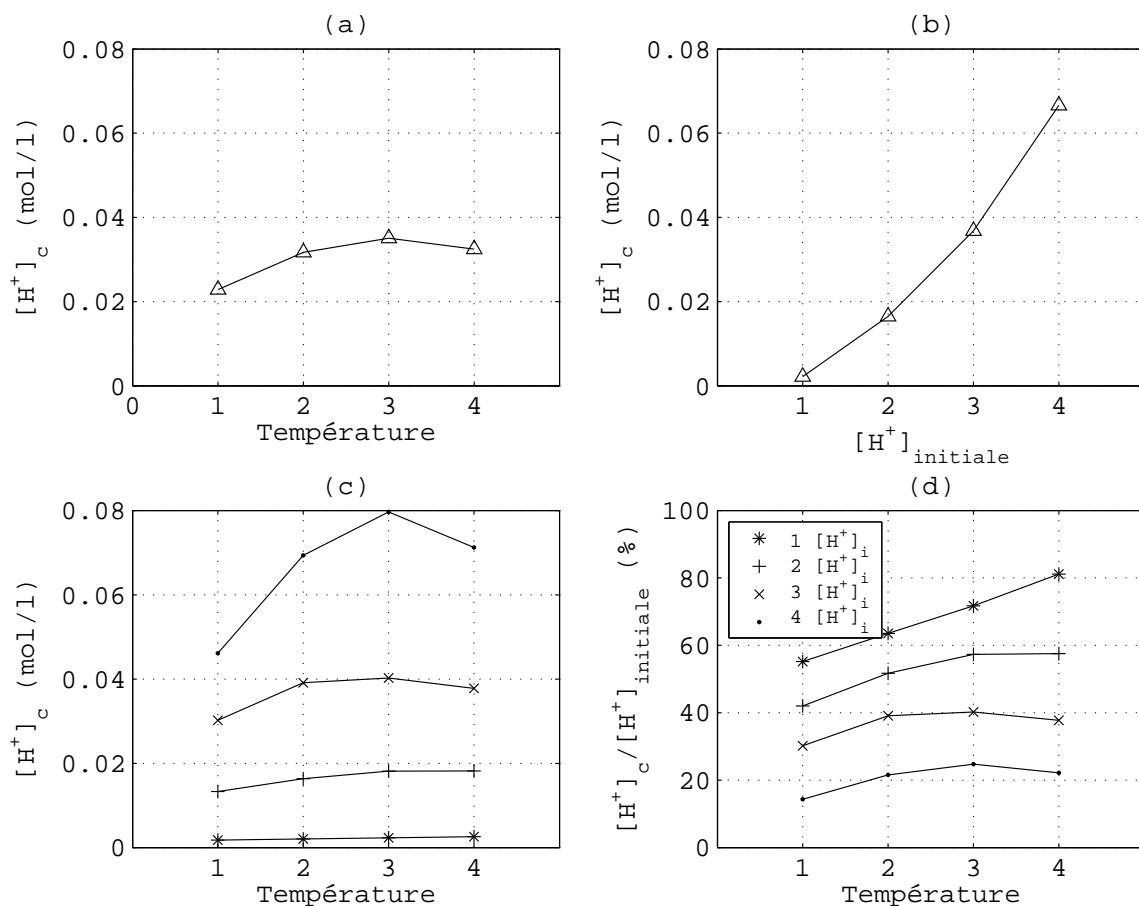 (a)
0.08
0.06
0.04
0.02
0
[H+]c (mol/l)
0 1 2 3 4
Température
(b)
0.08
0.06
0.04
0.02
0
[H+]c (mol/l)
1 2 3 4
[H+]initiale
(c)
0.08
0.06
0.04
0.02
0
[H+]c (mol/l)
1 2 3 4
Température
(d)
100
80
60
40
20
0
[H+]c/[H+]initiale (%)
1 [H+]i
2 [H+]i
3 [H+]i
4 [H+]i
1 2 3 4
Température